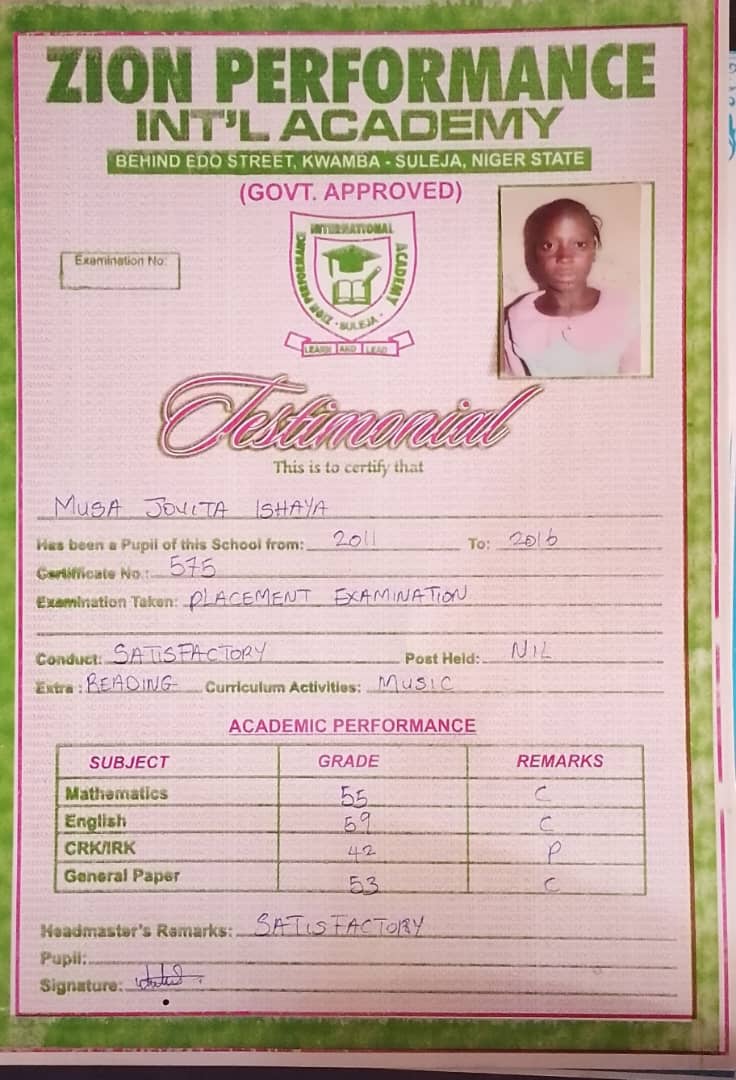 ZION PERFORMANCE
INT'L ACADEMY
BEHIND EDO STREET, KWAMBA - SULEJA, NIGER STATE
(GOVT. APPROVED)
Examination No:
INTERNATIONAL
ZION PERFORMANCE
ACADEMY
· SULEJA ·
LEARN AND LEAD
Testimonial
This is to certify that
MUSA JOVITA ISHAYA
Has been a Pupil of this School from: 2011 To: 2016
Certificate No.: 575
Examination Taken: PLACEMENT EXAMINATION
Conduct: SATISFACTORY Post Held: NIL
Extra: READING Curriculum Activities: MUSIC
ACADEMIC PERFORMANCE
SUBJECT GRADE REMARKS
Mathematics 55 C
English 59 C
CRK/IRK 42 P
General Paper 53 C
Headmaster's Remarks: SATISFACTORY
Pupil:
Signature: